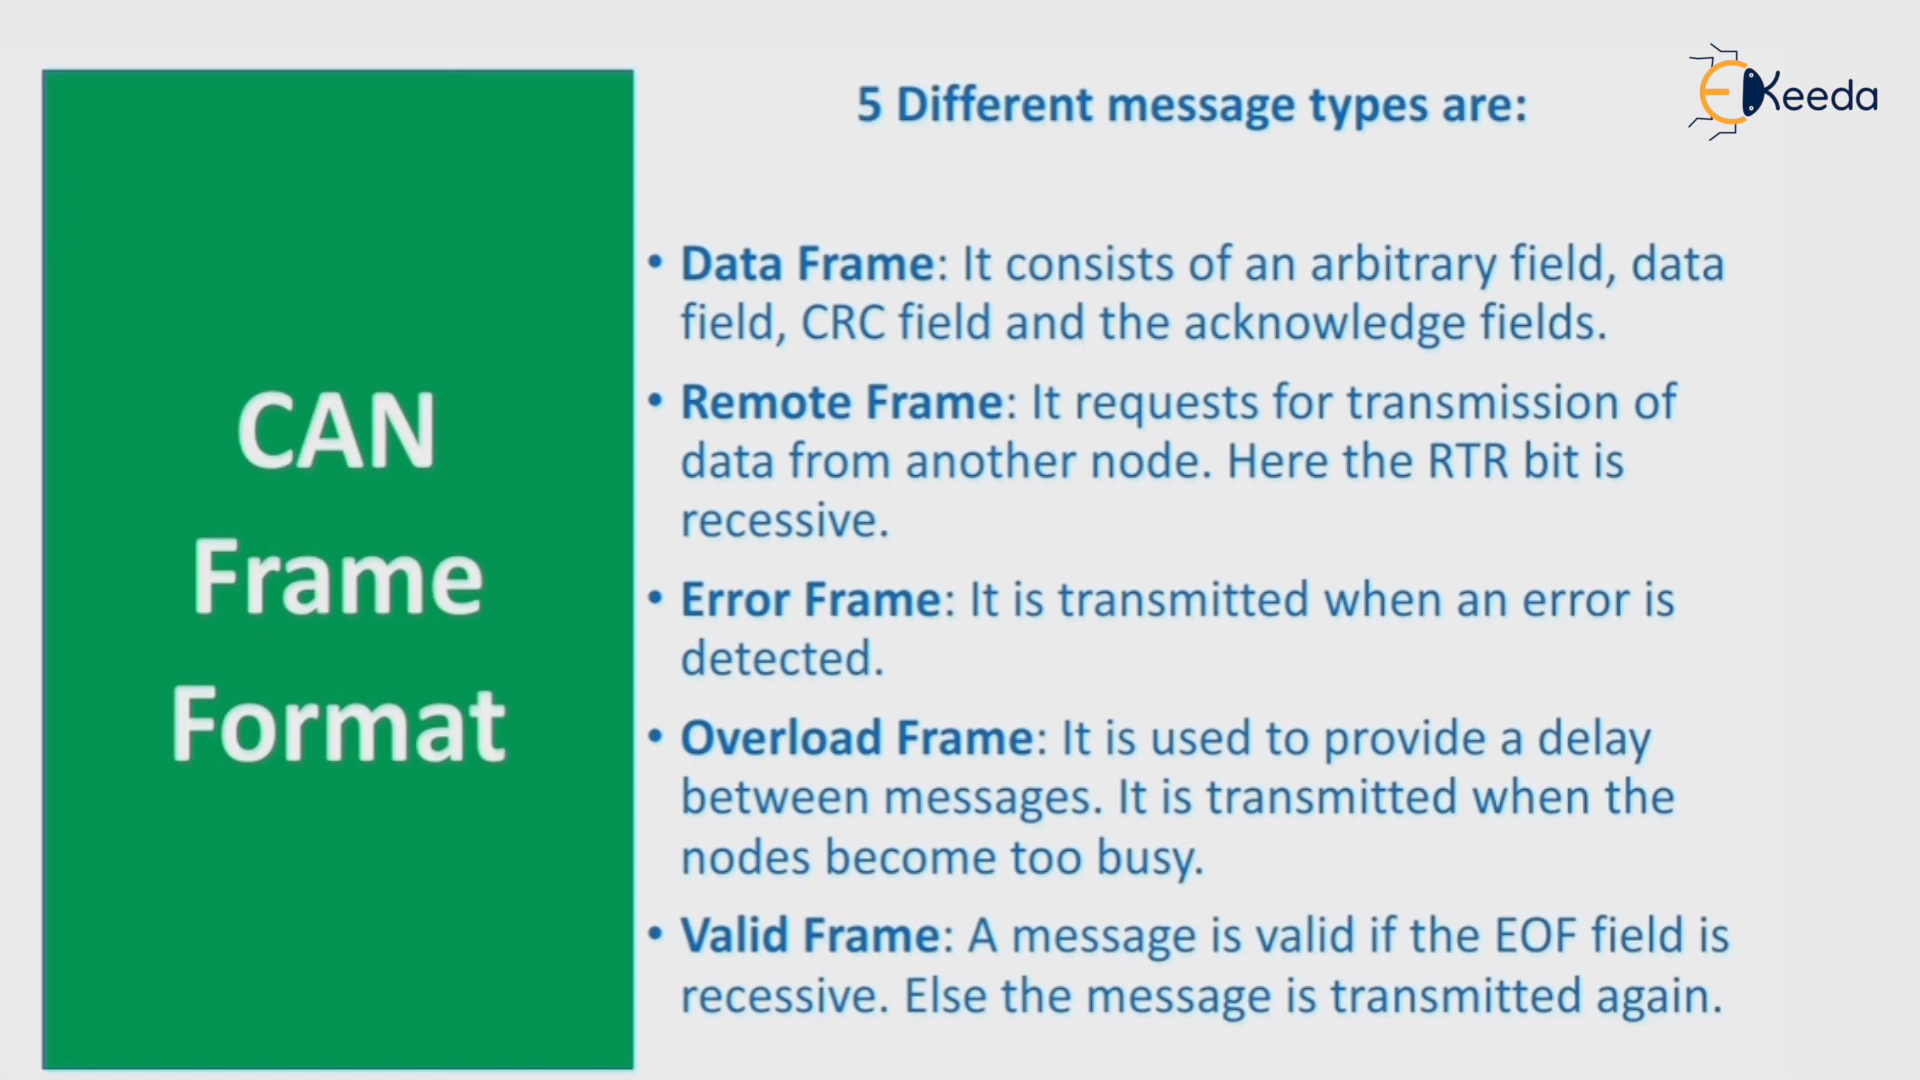 CAN
Frame
Format
5 Different message types are:
EKeeda
• Data Frame: It consists of an arbitrary field, data
field, CRC field and the acknowledge fields.
• Remote Frame: It requests for transmission of
data from another node. Here the RTR bit is
recessive.
• Error Frame: It is transmitted when an error is
detected.
• Overload Frame: It is used to provide a delay
between messages. It is transmitted when the
nodes become too busy.
• Valid Frame: A message is valid if the EOF field is
recessive. Else the message is transmitted again.